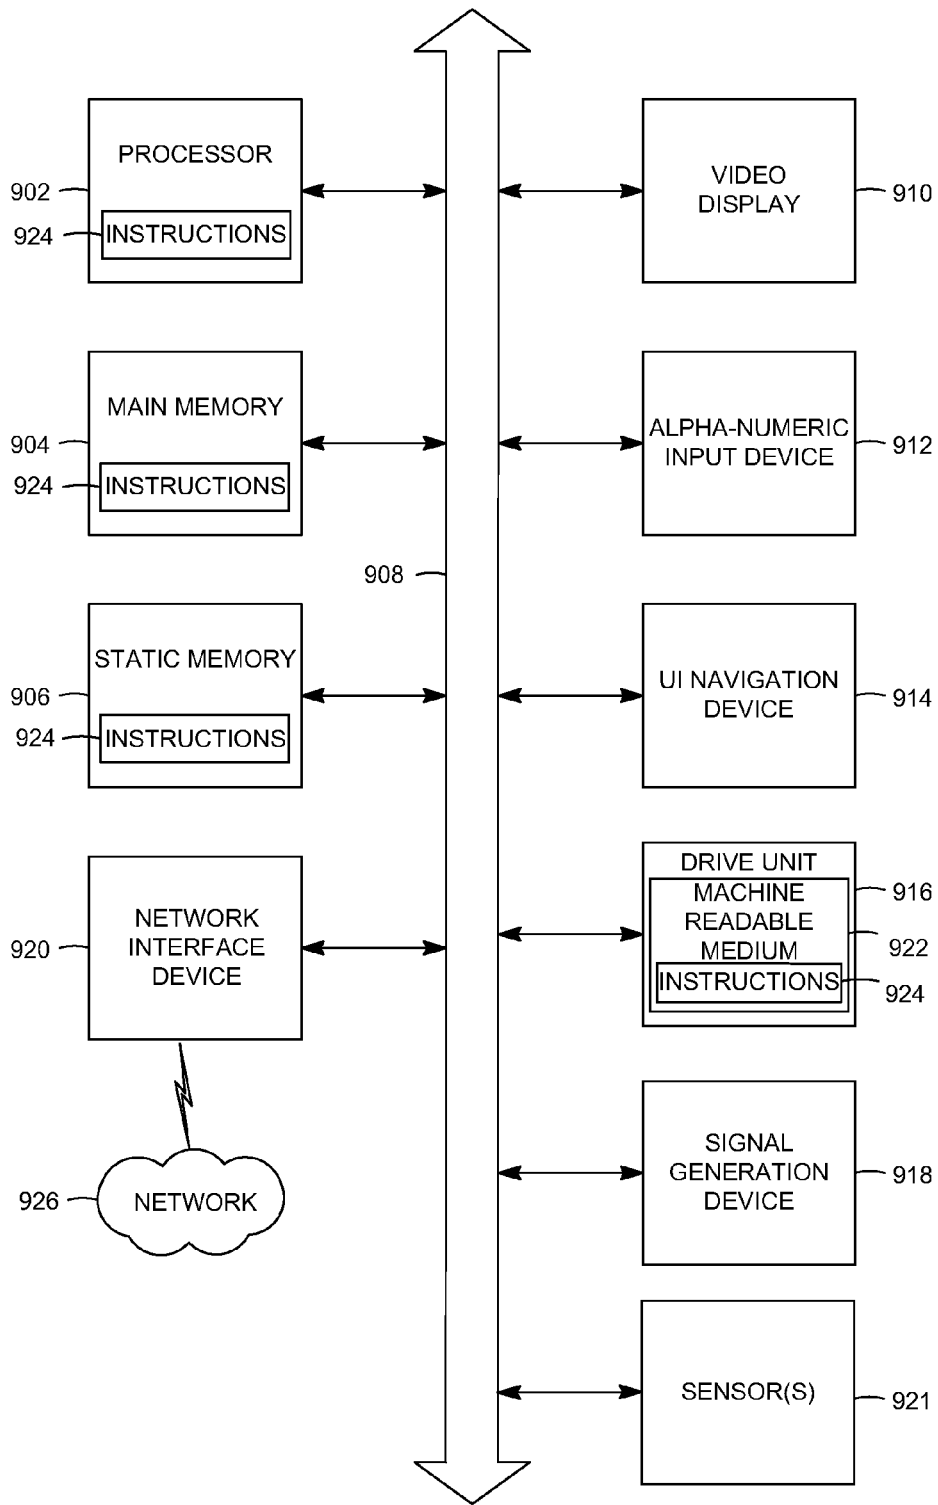 PROCESSOR
902
924
INSTRUCTIONS
MAIN MEMORY
904
924
INSTRUCTIONS
908
STATIC MEMORY
906
924
INSTRUCTIONS
NETWORK
INTERFACE
DEVICE
920
926
NETWORK
VIDEO
DISPLAY
910
ALPHA-NUMERIC
INPUT DEVICE
912
UI NAVIGATION
DEVICE
914
DRIVE UNIT
MACHINE
READABLE
MEDIUM
INSTRUCTIONS
916
922
924
SIGNAL
GENERATION
DEVICE
918
SENSOR(S)
921